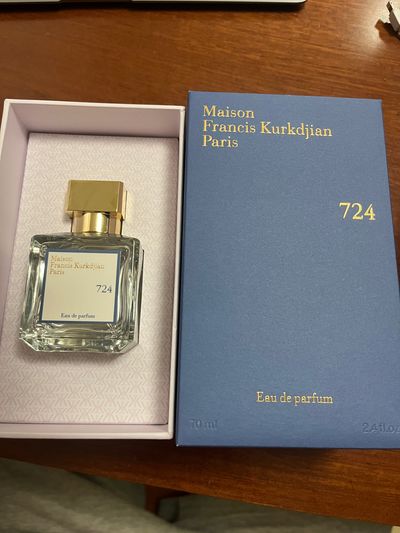 Maison
Francis Kurkdjian
Paris
724
Eau de parfum
Maison
Francis Kurkdjian
Paris
724
Eau de parfum
70 ml